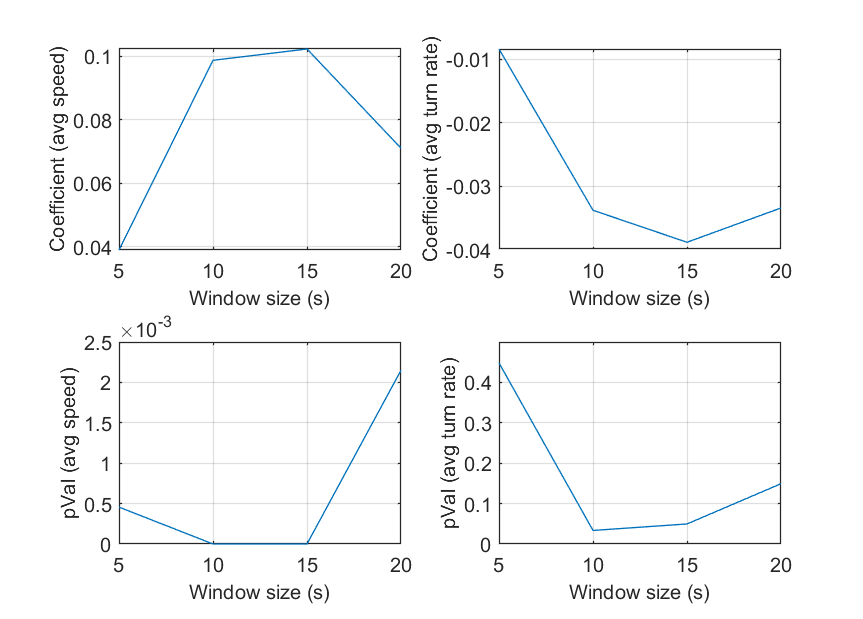 Coefficient (avg speed)
0.1
0.08
0.06
0.04
5 10 15 20
Window size (s)
Coefficient (avg turn rate)
-0.01
-0.02
-0.03
-0.04
5 10 15 20
Window size (s)
×10-3
pVal (avg speed)
2.5
2
1.5
1
0.5
0
5 10 15 20
Window size (s)
pVal (avg turn rate)
0.4
0.3
0.2
0.1
0
5 10 15 20
Window size (s)